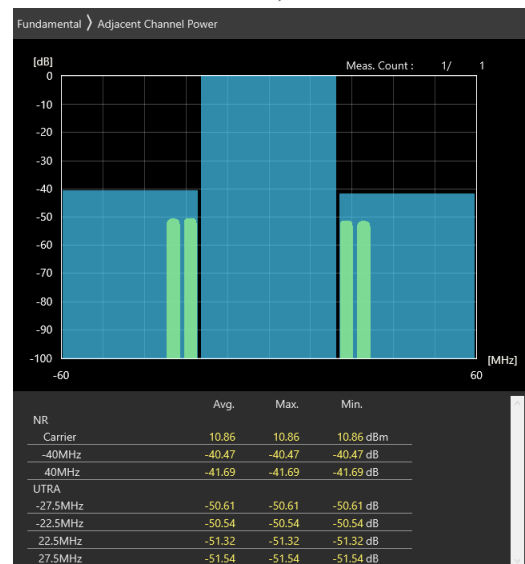 Fundamental 〉 Adjacent Channel Power
[dB]
Meas. Count : 1/ 1
0
-10
-20
-30
-40
-50
-60
-70
-80
-90
-100
[MHz]
-60 60
Avg. Max. Min.
NR
Carrier 10.86 10.86 10.86 dBm
-40MHz -40.47 -40.47 -40.47 dB
40MHz -41.69 -41.69 -41.69 dB
UTRA
-27.5MHz -50.61 -50.61 -50.61 dB
-22.5MHz -50.54 -50.54 -50.54 dB
22.5MHz -51.32 -51.32 -51.32 dB
27.5MHz -51.54 -51.54 -51.54 dB